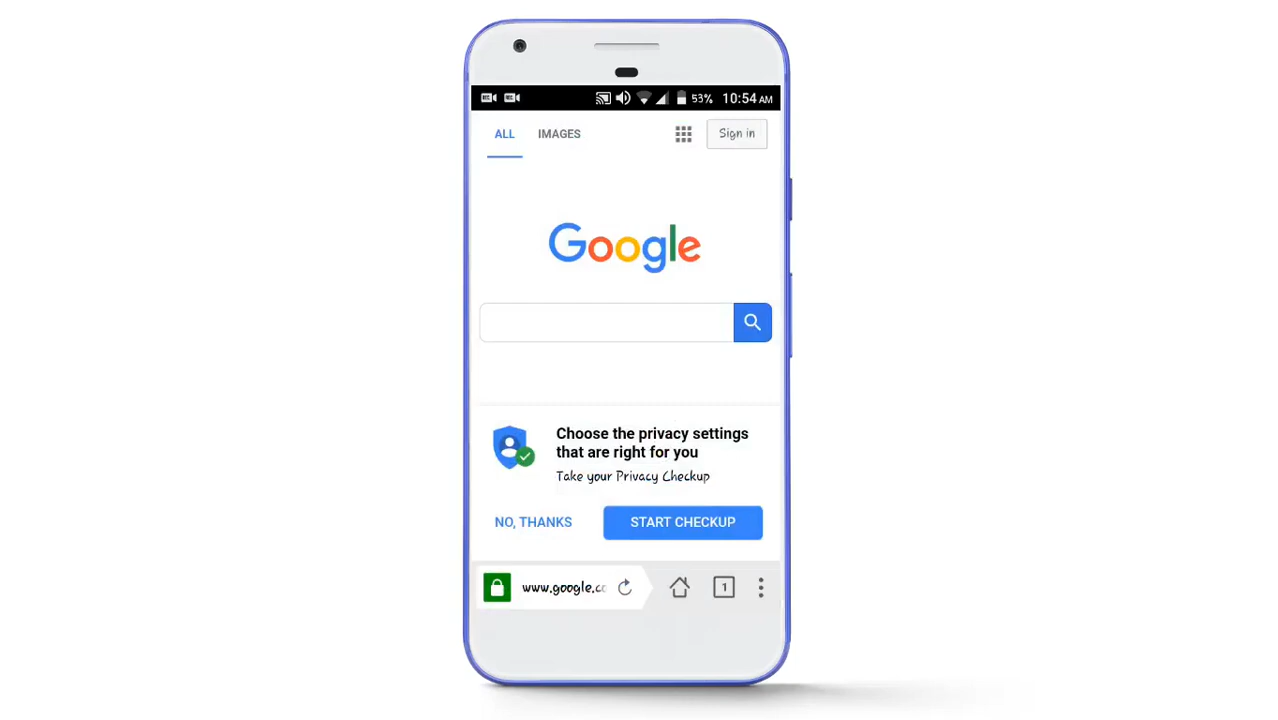 53% 10:54 AM
ALL IMAGES Sign in
Google
Choose the privacy settings
that are right for you
Take your Privacy Checkup
NO, THANKS START CHECKUP
www.google.co 1